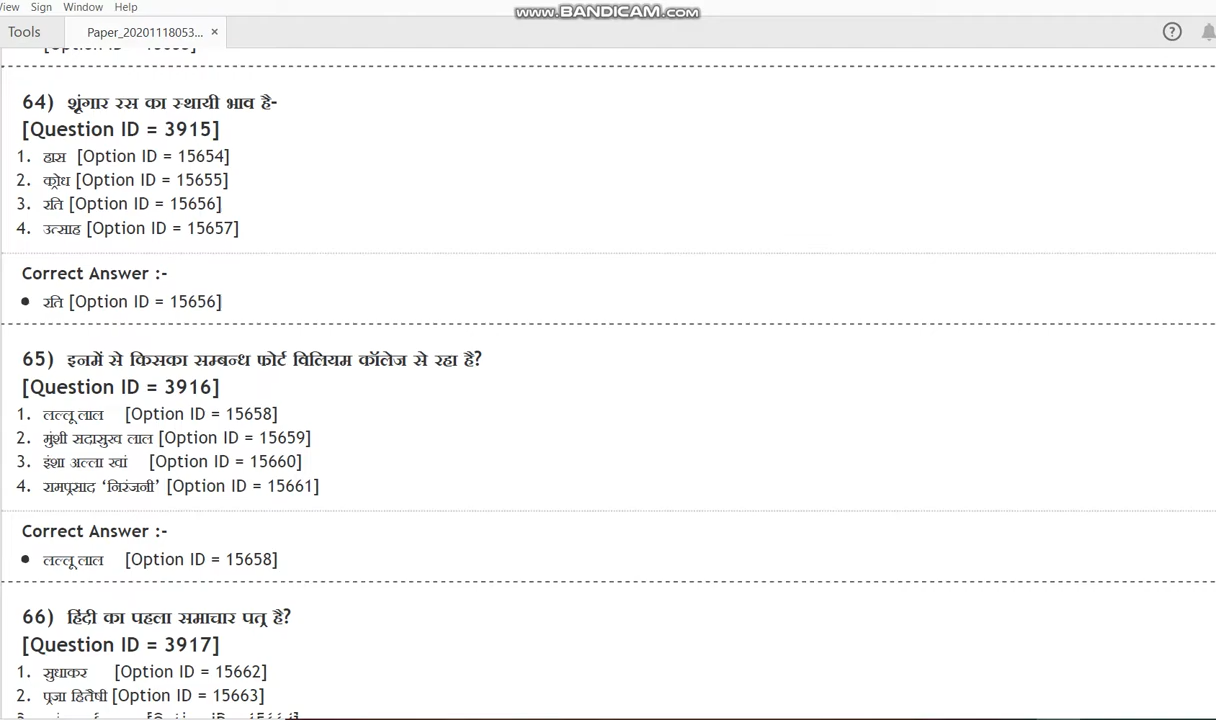 View Sign Window Help
www.BANDICAM.com
Tools Paper_20201118053... ×
64) शृंगार रस का स्थायी भाव है-
[Question ID = 3915]
1. हास [Option ID = 15654]
2. क्रोध [Option ID = 15655]
3. रति [Option ID = 15656]
4. उत्साह [Option ID = 15657]
Correct Answer :-
● रति [Option ID = 15656]
65) इनमें से किसका सम्बन्ध फोर्ट विलियम कॉलेज से रहा है?
[Question ID = 3916]
1. लल्लू लाल [Option ID = 15658]
2. मुंशी सदासुख लाल [Option ID = 15659]
3. इंशा अल्ला खां [Option ID = 15660]
4. रामप्रसाद ‘निरंजनी’ [Option ID = 15661]
Correct Answer :-
● लल्लू लाल [Option ID = 15658]
66) हिंदी का पहला समाचार पत्र है?
[Question ID = 3917]
1. सुधाकर [Option ID = 15662]
2. प्रजा हितैषी [Option ID = 15663]